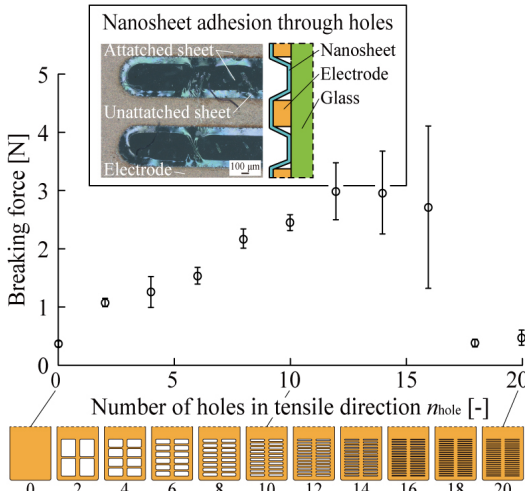 Nanosheet adhesion through holes
Attatched sheet
Unattatched sheet
Electrode
100 μm
Nanosheet
Electrode
Glass
Breaking force [N]
5
4
3
2
1
0
0 5 10 15 20
Number of holes in tensile direction nhole [-]
0 2 4 6 8 10 12 14 16 18 20